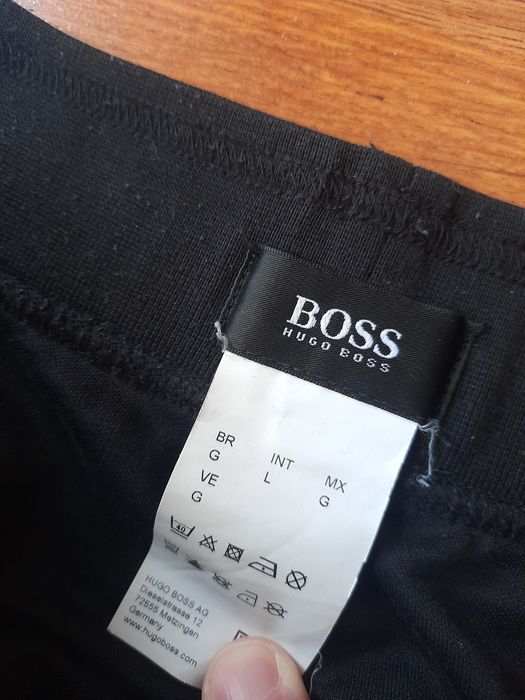 BOSS
HUGO BOSS
BR INT MX
G L G
VE
G
40
HUGO BOSS AG
Dieselstrasse 12
72555 Metzingen
Germany
www.hugoboss.com